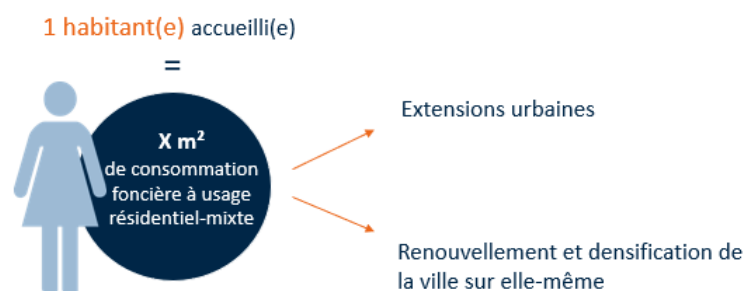 1 habitant(e) accueilli(e)
=
X m²
de consommation
foncière à usage
résidentiel-mixte
Extensions urbaines
Renouvellement et densification de
la ville sur elle-même